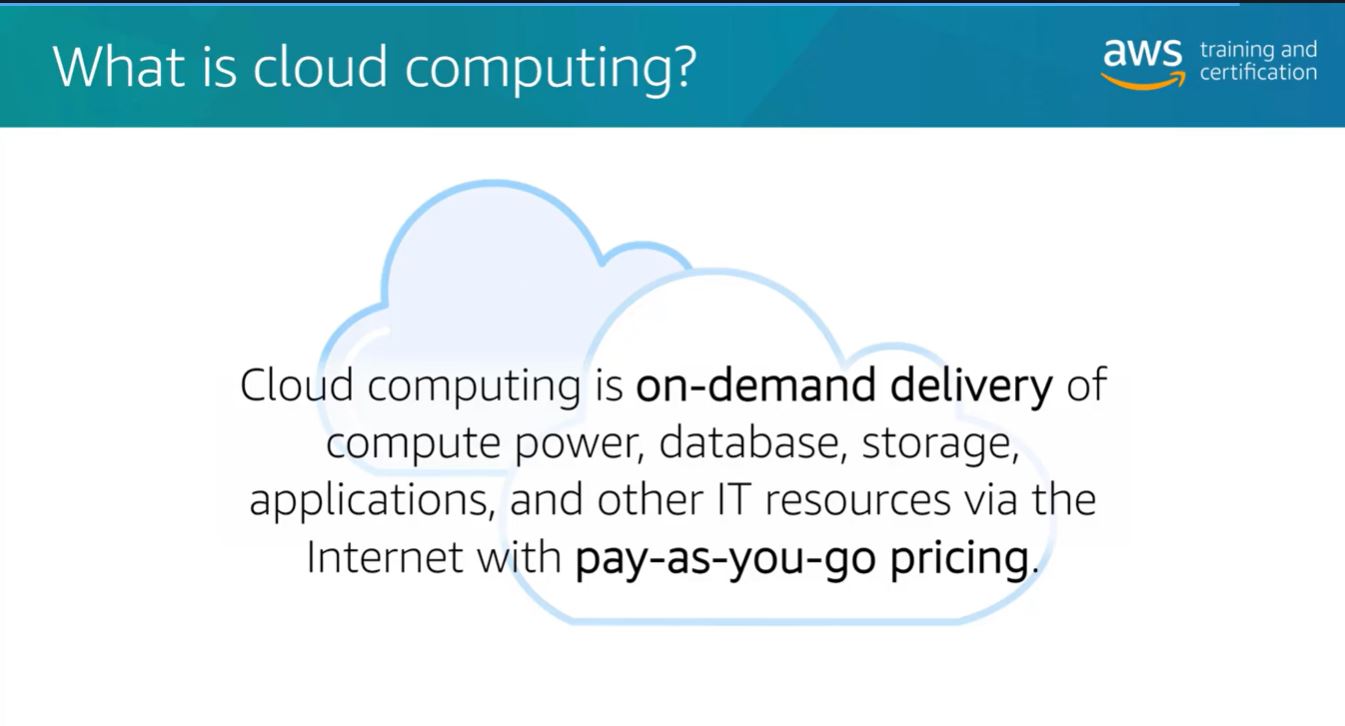 What is cloud computing?
aws training and
certification
Cloud computing is on-demand delivery of
compute power, database, storage,
applications, and other IT resources via the
Internet with pay-as-you-go pricing.